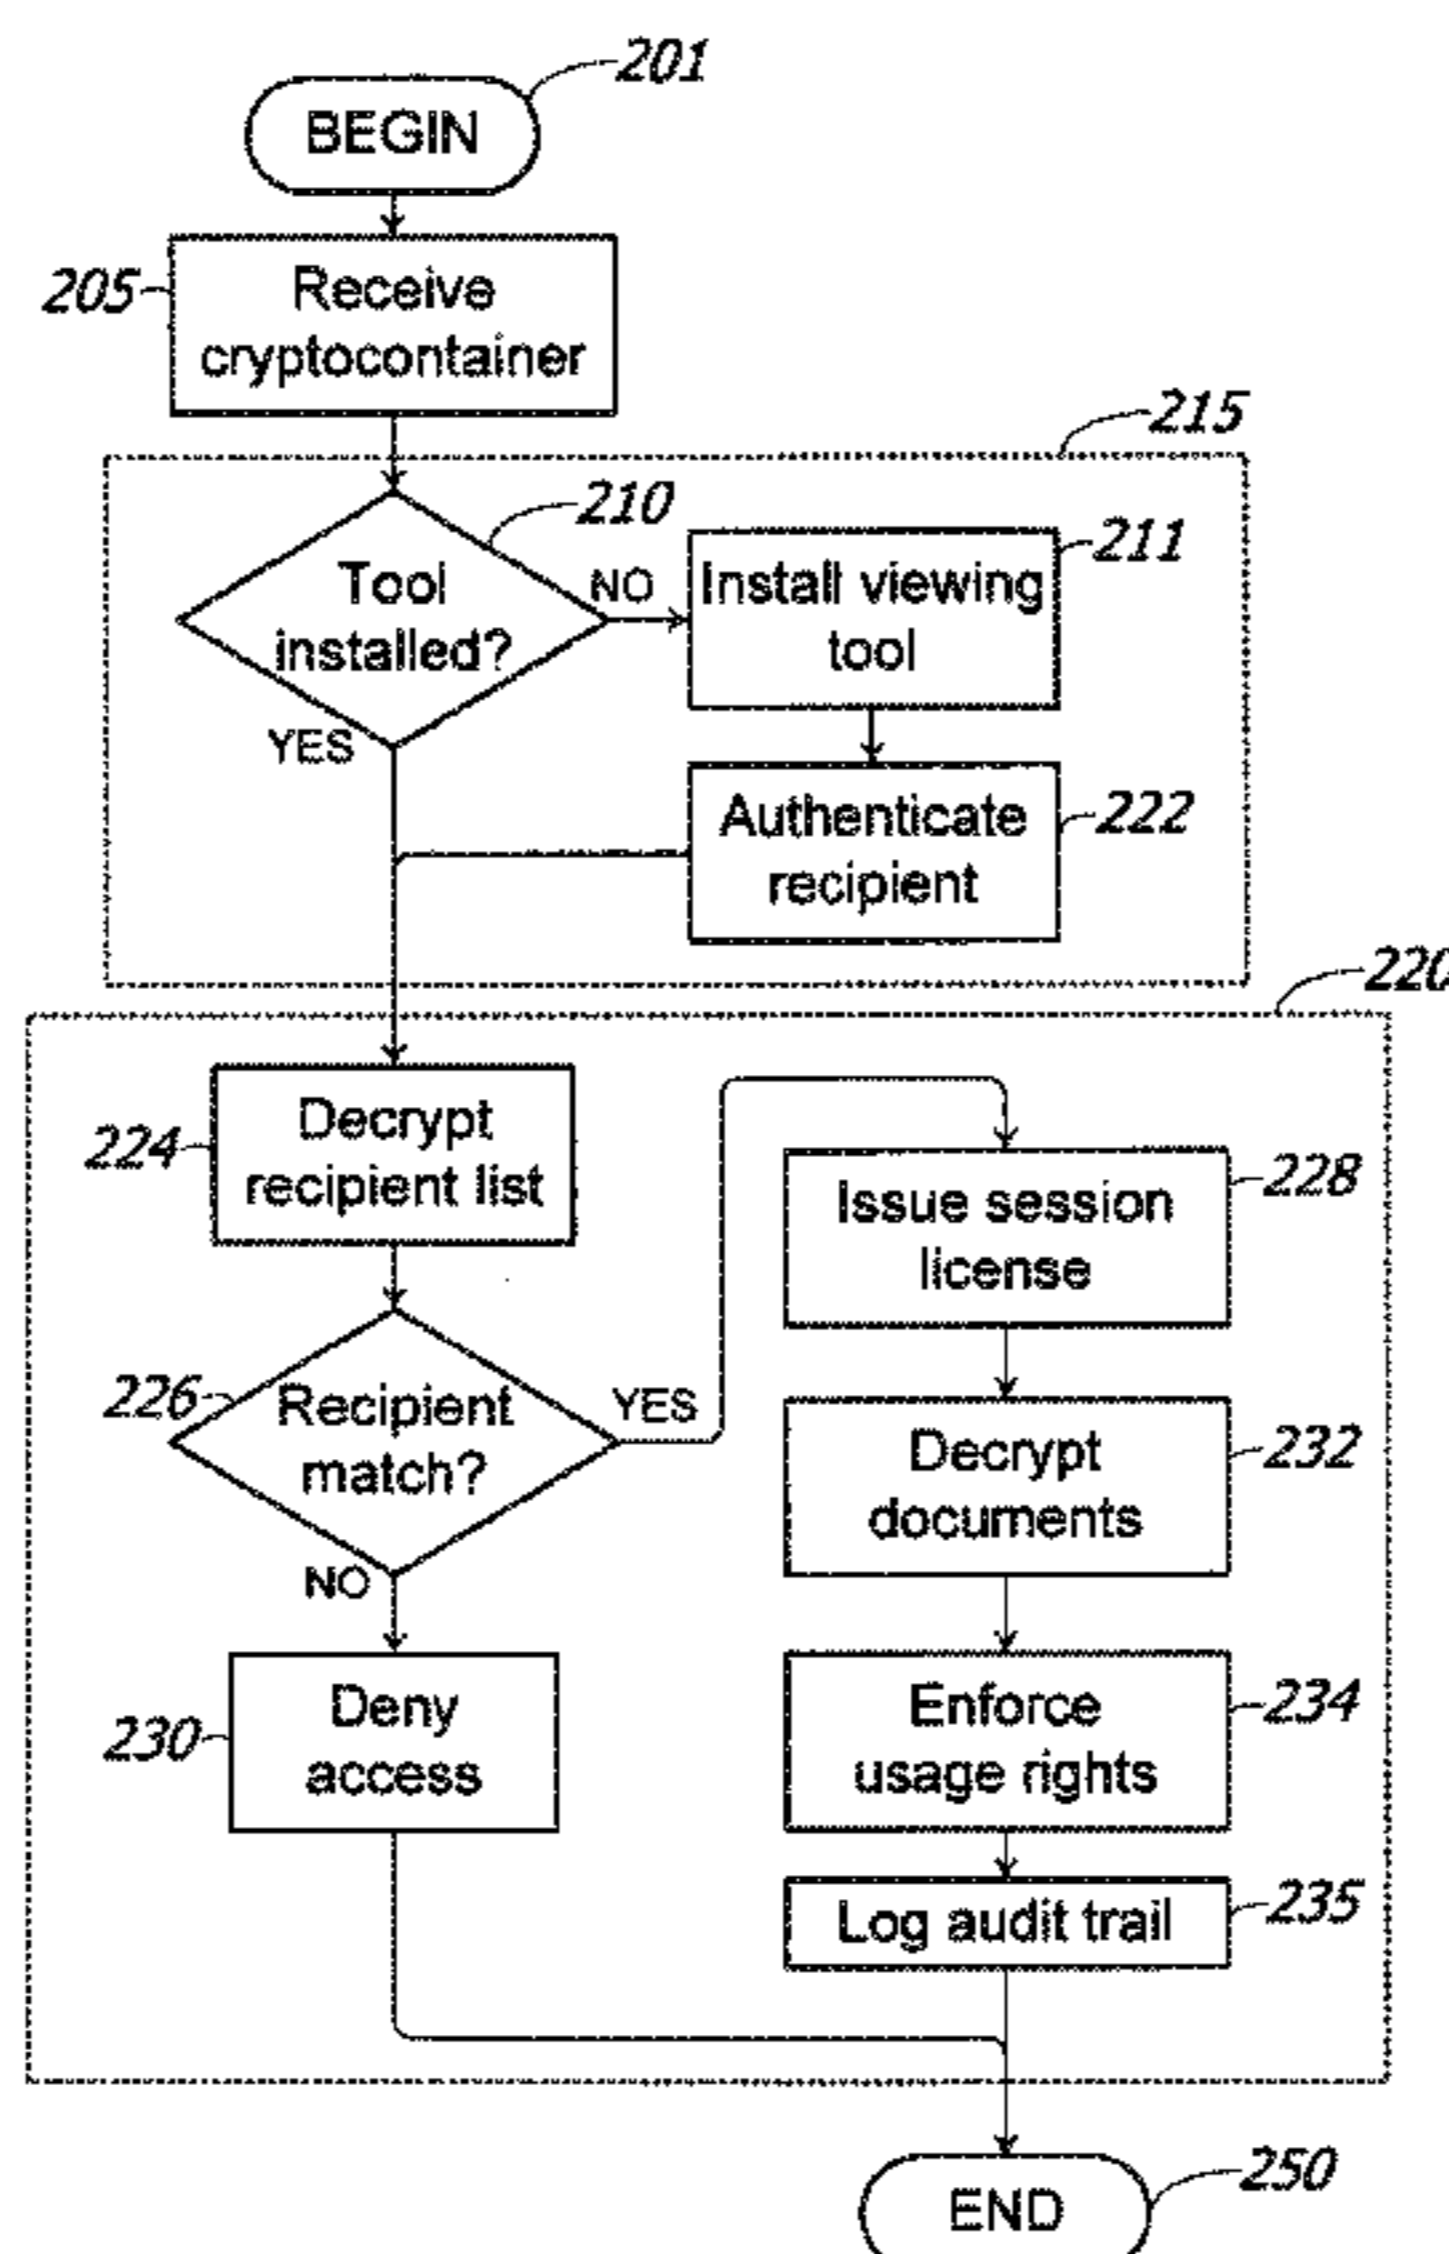 201
BEGIN
205
Receive
cryptocontainer
215
210
Tool
installed?
NO
YES
211
Install viewing
tool
222
Authenticate
recipient
220
224
Decrypt
recipient list
226
Recipient
match?
YES
NO
228
Issue session
license
232
Decrypt
documents
230
Deny
access
234
Enforce
usage rights
235
Log audit trail
250
END